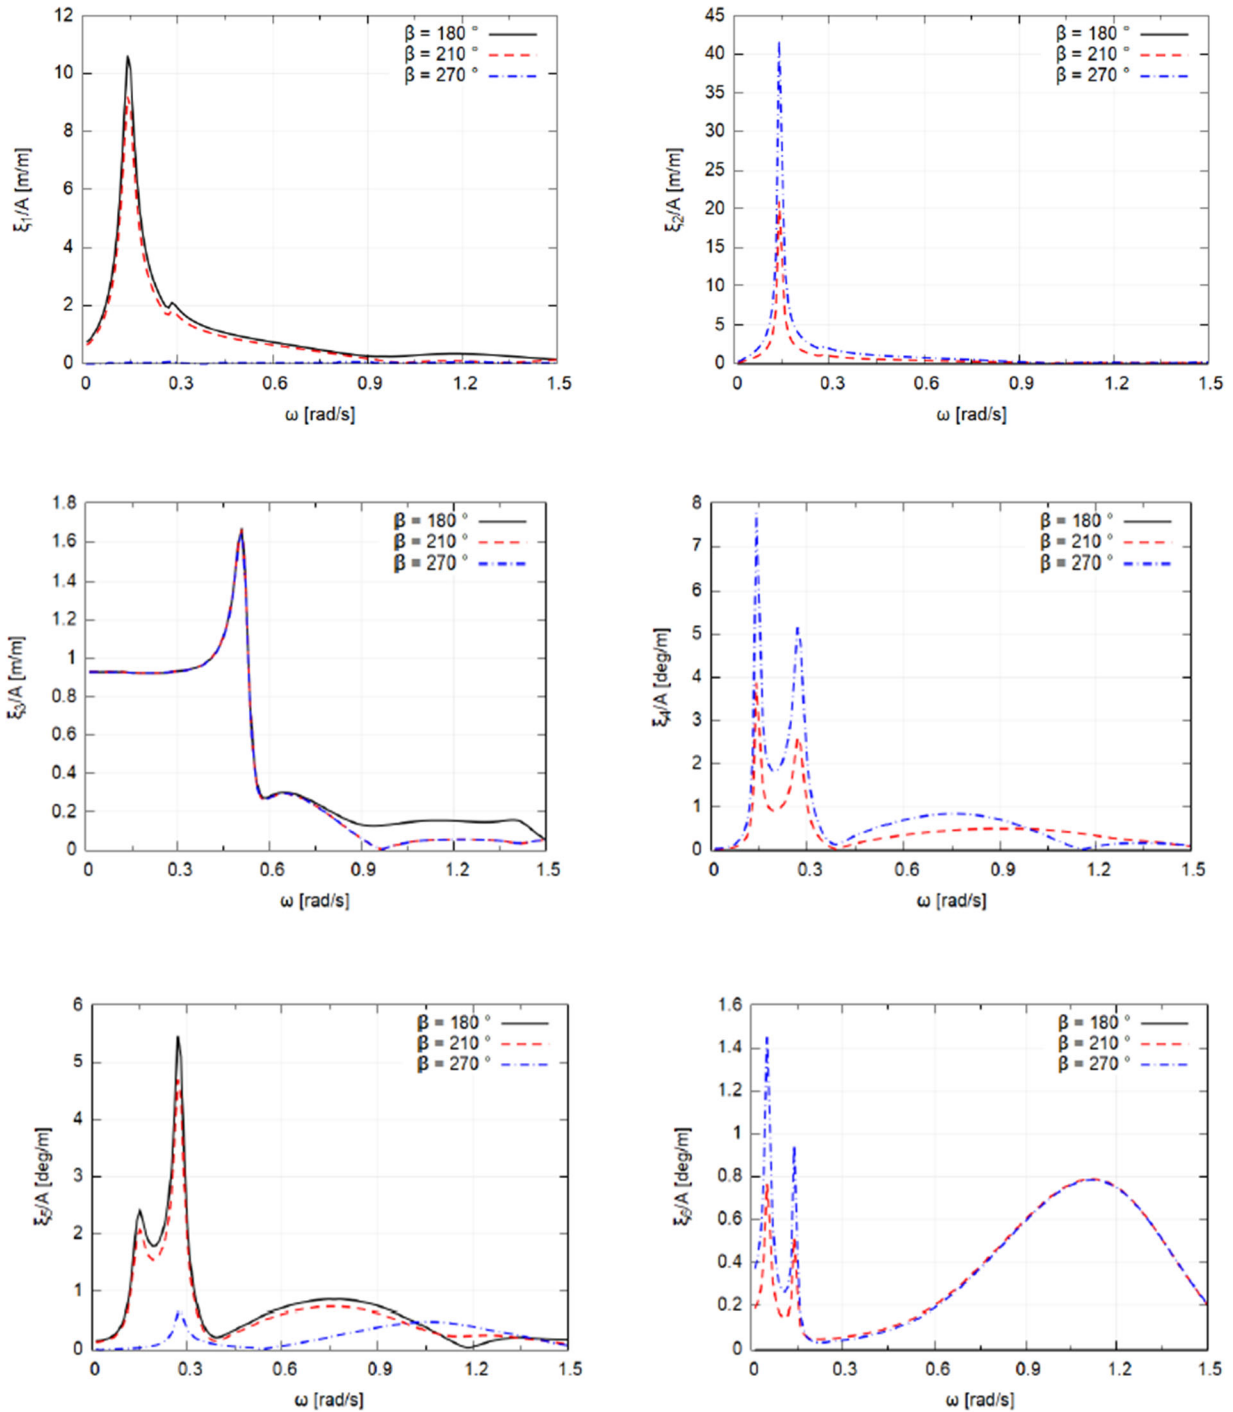 12
10
8
6
4
2
0
ξ1/A [m/m]
β = 180 °
β = 210 °
β = 270 °
0 0.3 0.6 0.9 1.2 1.5
ω [rad/s]
45
40
35
30
25
20
15
10
5
0
ξ2/A [m/m]
β = 180 °
β = 210 °
β = 270 °
0 0.3 0.6 0.9 1.2 1.5
ω [rad/s]
1.8
1.6
1.4
1.2
1
0.8
0.6
0.4
0.2
0
ξ3/A [m/m]
β = 180 °
β = 210 °
β = 270 °
0 0.3 0.6 0.9 1.2 1.5
ω [rad/s]
8
7
6
5
4
3
2
1
0
ξ4/A [deg/m]
β = 180 °
β = 210 °
β = 270 °
0 0.3 0.6 0.9 1.2 1.5
ω [rad/s]
6
5
4
3
2
1
0
ξ5/A [deg/m]
β = 180 °
β = 210 °
β = 270 °
0 0.3 0.6 0.9 1.2 1.5
ω [rad/s]
1.6
1.4
1.2
1
0.8
0.6
0.4
0.2
0
ξ6/A [deg/m]
β = 180 °
β = 210 °
β = 270 °
0 0.3 0.6 0.9 1.2 1.5
ω [rad/s]